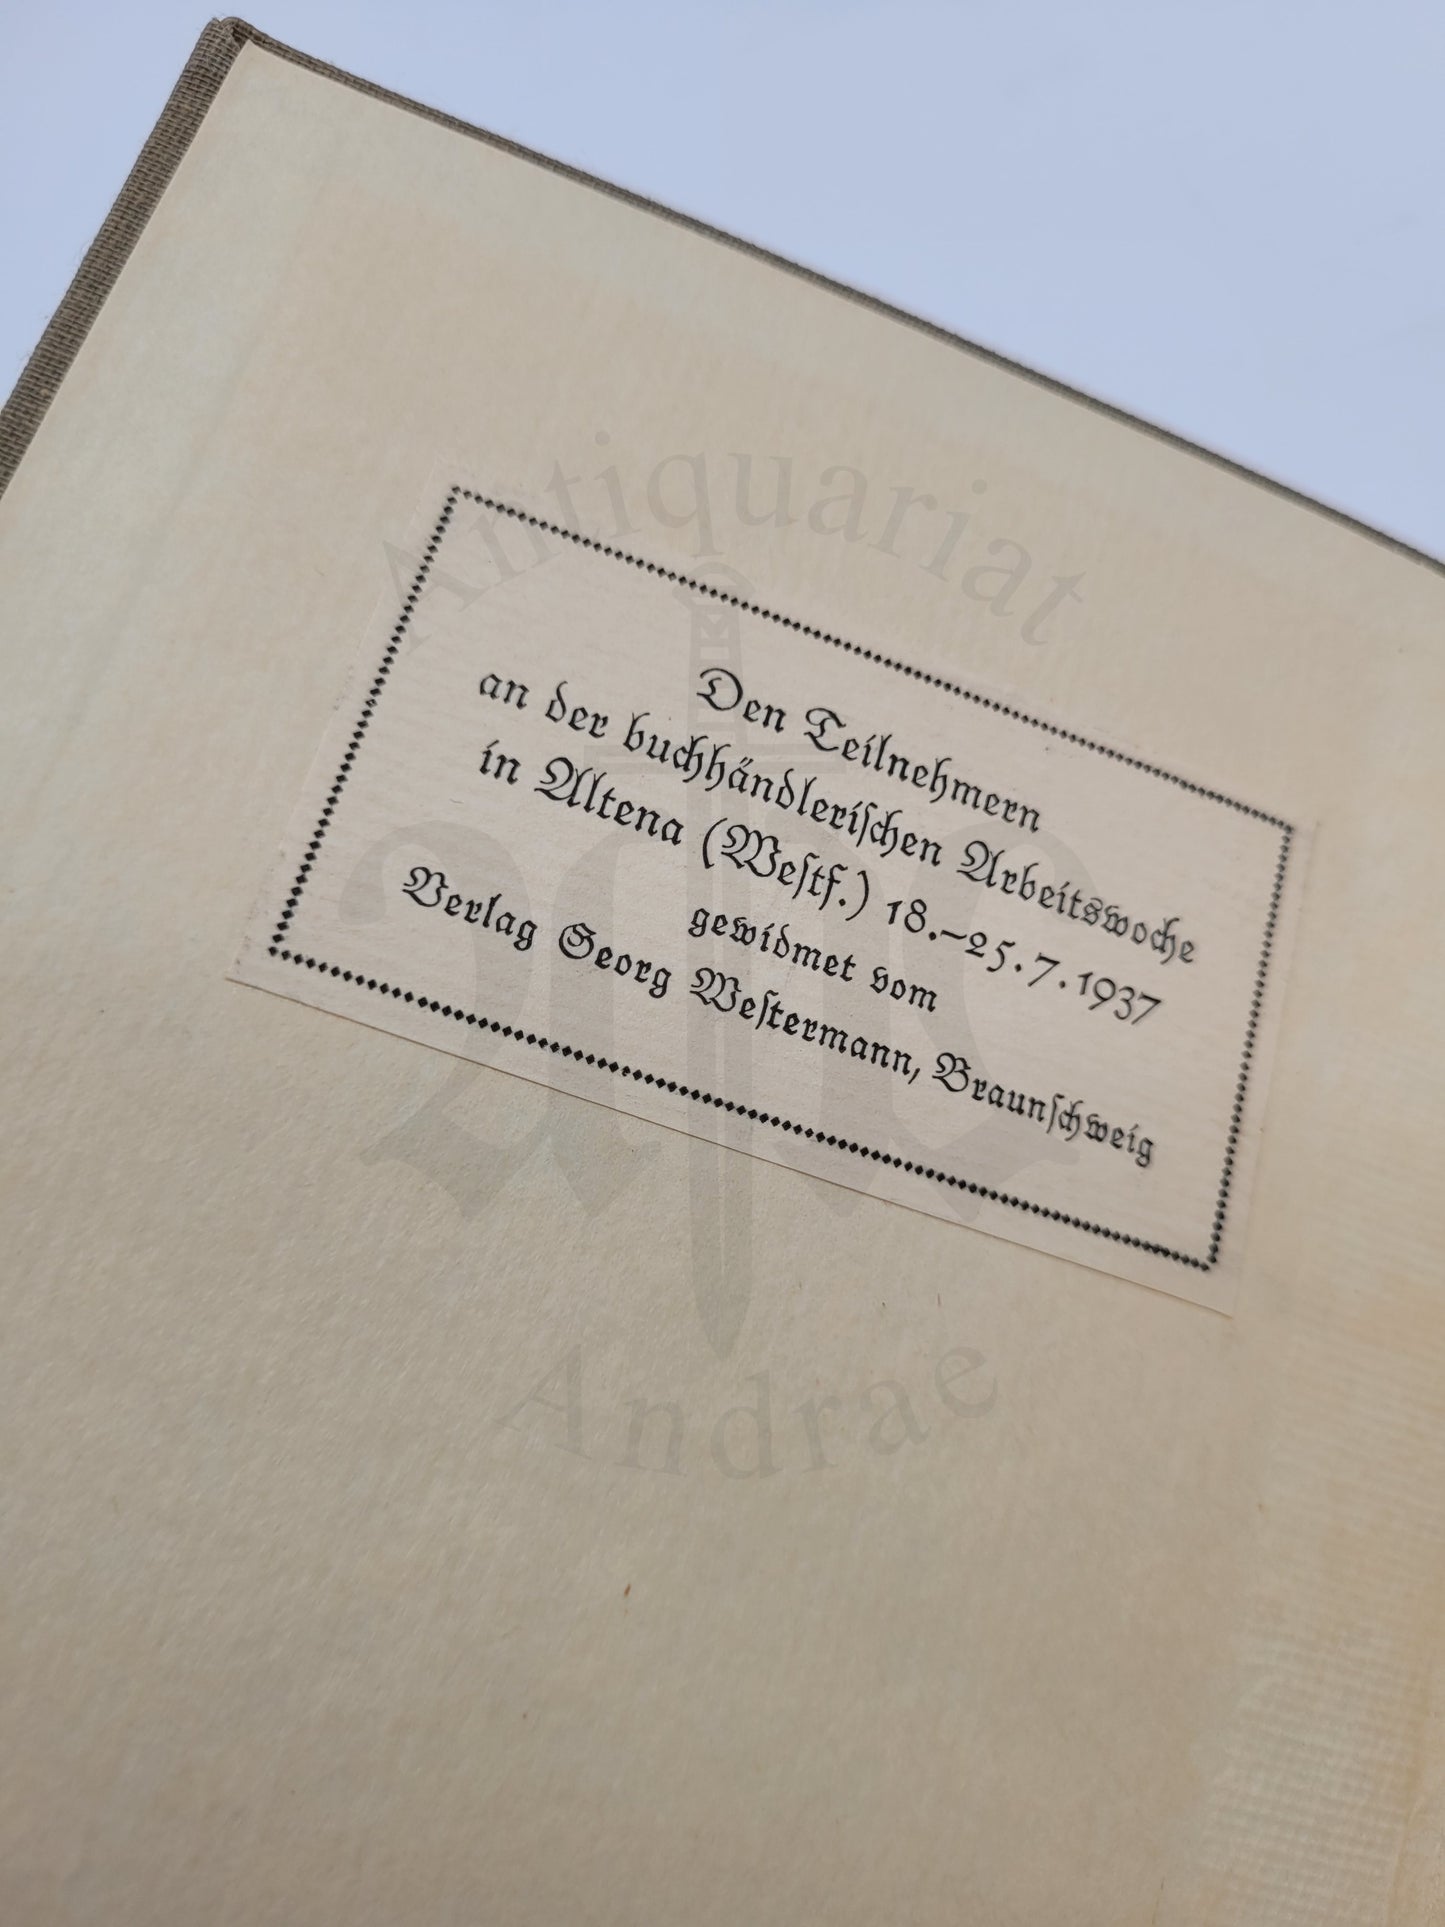 Den Teilnehmern
an der buchhändleriſchen Arbeitswoche
in Altena (Weſtf.) 18.–25.7.1937
gewidmet vom
Verlag Georg Weſtermann, Braunſchweig
Antiquariat
Andrae